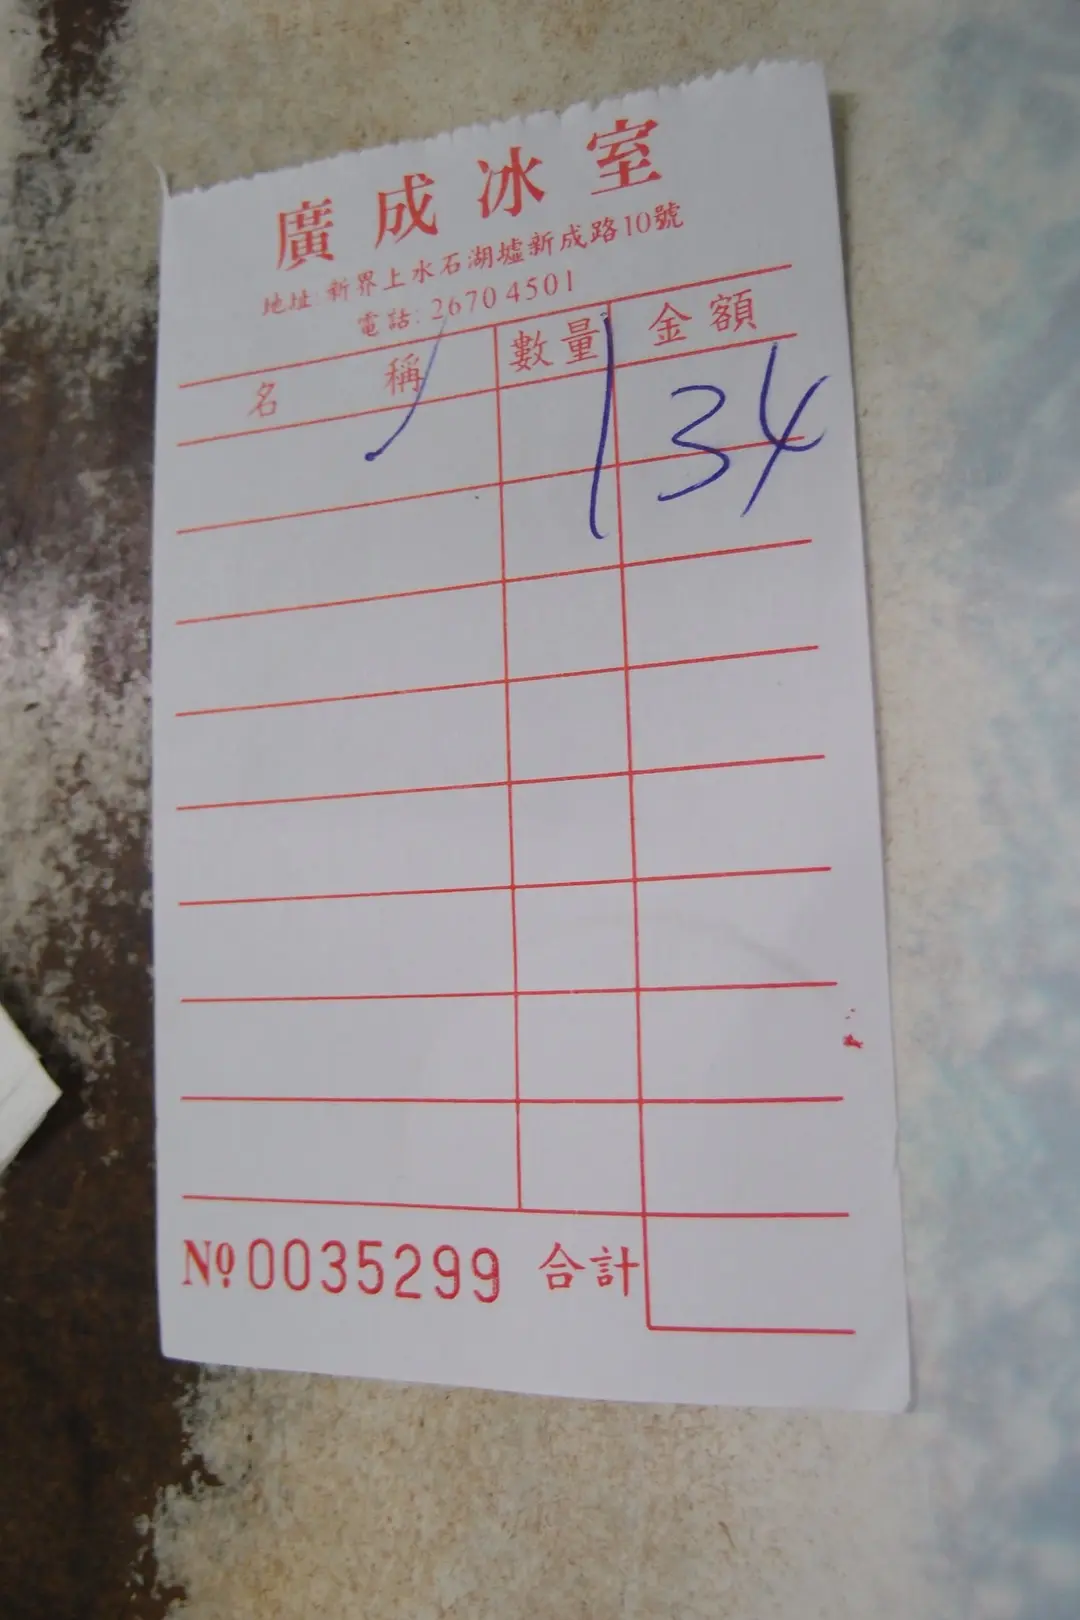 廣成冰室
地址:新界上水石湖墟新成路10號
電話:2670 4501
名稱 數量 金額
134
№0035299 合計